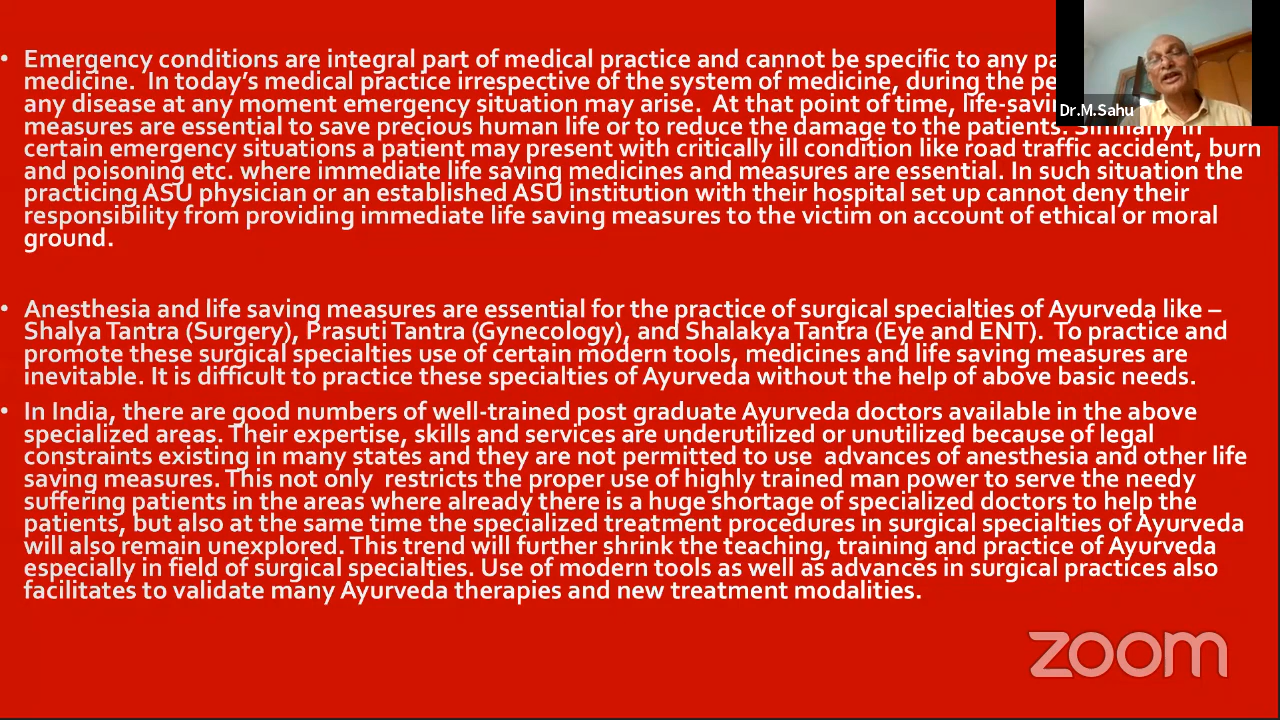 • Emergency conditions are integral part of medical practice and cannot be specific to any
medicine.  In today's medical practice irrespective of the system of medicine, during the
any disease at any moment emergency situation may arise.  At that point of time,
measures are essential to save precious human life or to reduce the damage to the patients. Similarly in
certain emergency situations a patient may present with critically ill condition like road traffic accident, burn
and poisoning etc. where immediate life saving medicines and measures are essential. In such situation the
practicing ASU physician or an established ASU institution with their hospital set up cannot deny their
responsibility from providing immediate life saving measures to the victim on account of ethical or moral
ground.
• Anesthesia and life saving measures are essential for the practice of surgical specialties of Ayurveda like –
Shalya Tantra (Surgery), Prasuti Tantra (Gynecology), and Shalakya Tantra (Eye and ENT).  To practice and
promote these surgical specialties use of certain modern tools, medicines and life saving measures are
inevitable. It is difficult to practice these specialties of Ayurveda without the help of above basic needs.
• In India, there are good numbers of well-trained post graduate Ayurveda doctors available in the above
specialized areas. Their expertise, skills and services are underutilized or unutilized because of legal
constraints existing in many states and they are not permitted to use  advances of anesthesia and other life
saving measures. This not only  restricts the proper use of highly trained man power to serve the needy
suffering patients in the areas where already there is a huge shortage of specialized doctors to help the
patients, but also at the same time the specialized treatment procedures in surgical specialties of Ayurveda
will also remain unexplored. This trend will further shrink the teaching, training and practice of Ayurveda
especially in field of surgical specialties. Use of modern tools as well as advances in surgical practices also
facilitates to validate many Ayurveda therapies and new treatment modalities.
Dr.M.Sahu
zoom